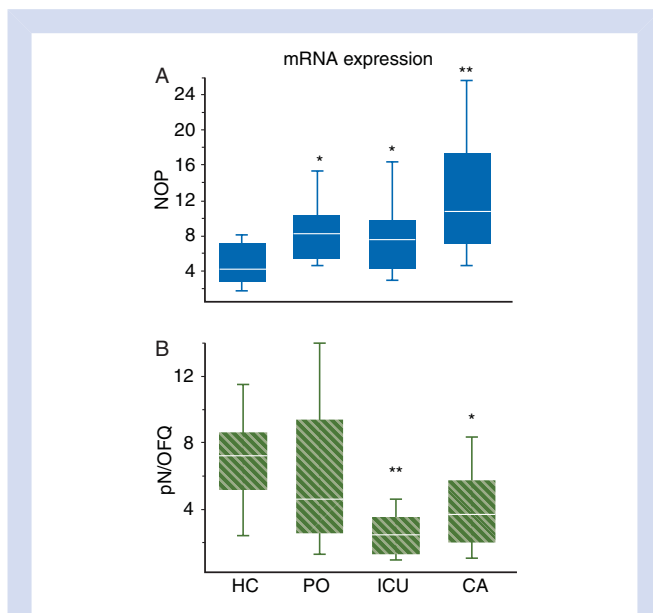 mRNA expression
A
NOP
24
20
16
12
8
4
*
*
**
B
pN/OFQ
12
8
4
**
*
HC PO ICU CA